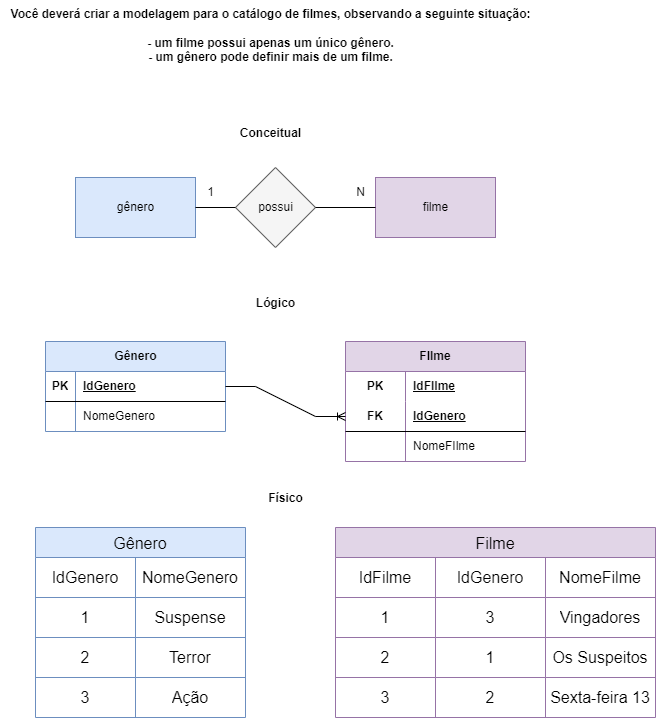 Você deverá criar a modelagem para o catálogo de filmes, observando a seguinte situação:
- um filme possui apenas um único gênero.
- um gênero pode definir mais de um filme.
Conceitual
gênero 1 possui N filme
Lógico
Gênero
PK IdGenero
NomeGenero
FIlme
PK IdFIlme
FK IdGenero
NomeFIlme
Físico
Gênero
IdGenero NomeGenero
1 Suspense
2 Terror
3 Ação
Filme
IdFilme IdGenero NomeFilme
1 3 Vingadores
2 1 Os Suspeitos
3 2 Sexta-feira 13